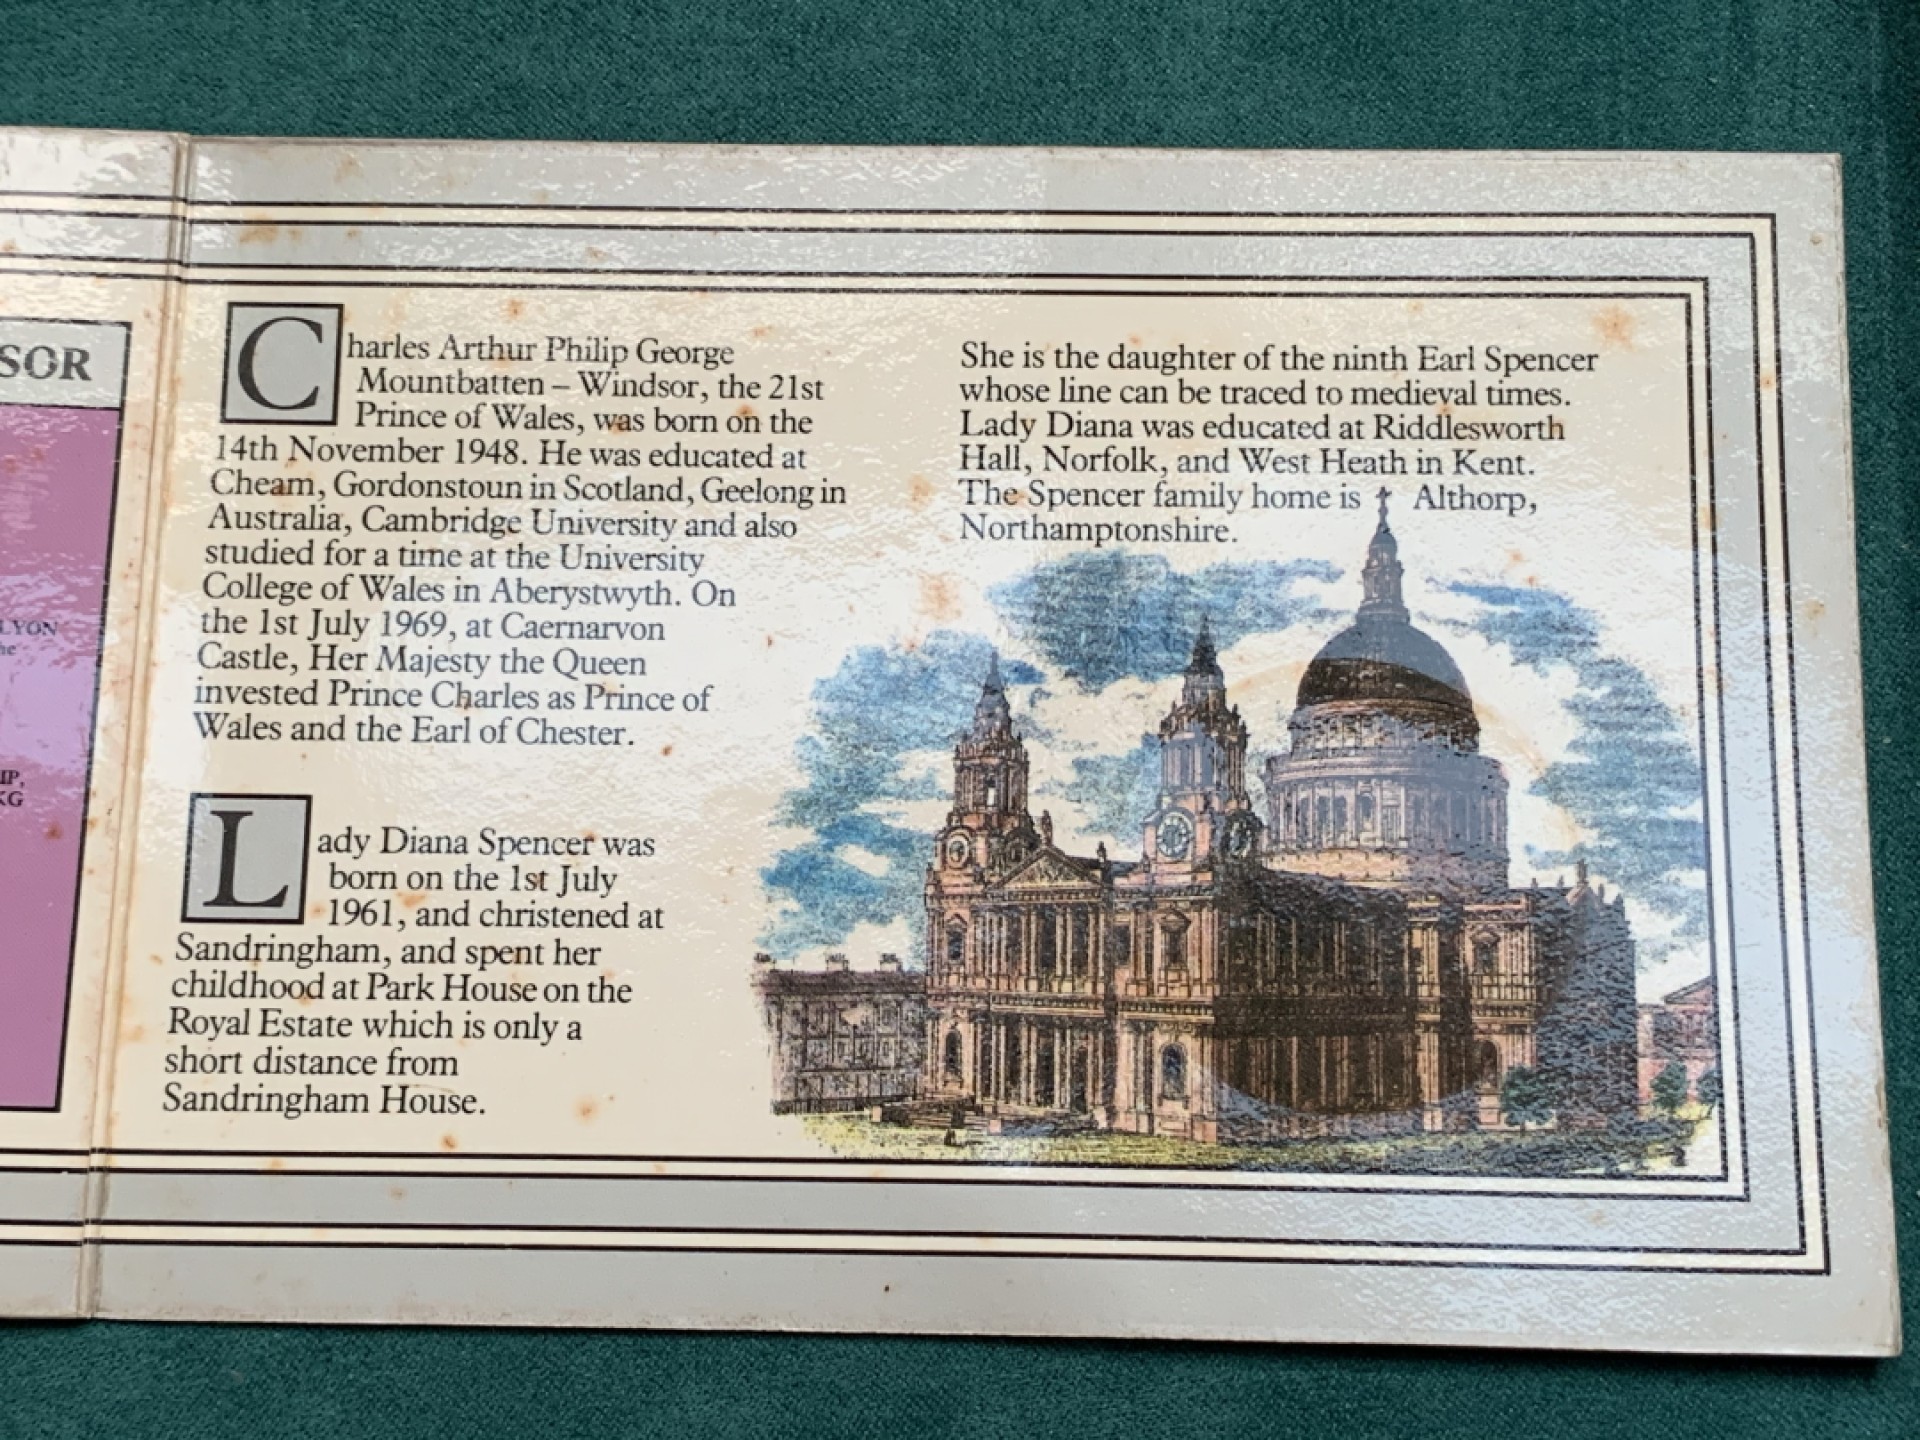 SOR
LYON
he
IP,
KG
Charles Arthur Philip George
Mountbatten – Windsor, the 21st
Prince of Wales, was born on the
14th November 1948. He was educated at
Cheam, Gordonstoun in Scotland, Geelong in
Australia, Cambridge University and also
studied for a time at the University
College of Wales in Aberystwyth. On
the 1st July 1969, at Caernarvon
Castle, Her Majesty the Queen
invested Prince Charles as Prince of
Wales and the Earl of Chester.
Lady Diana Spencer was
born on the 1st July
1961, and christened at
Sandringham, and spent her
childhood at Park House on the
Royal Estate which is only a
short distance from
Sandringham House.
She is the daughter of the ninth Earl Spencer
whose line can be traced to medieval times.
Lady Diana was educated at Riddlesworth
Hall, Norfolk, and West Heath in Kent.
The Spencer family home is Althorp,
Northamptonshire.